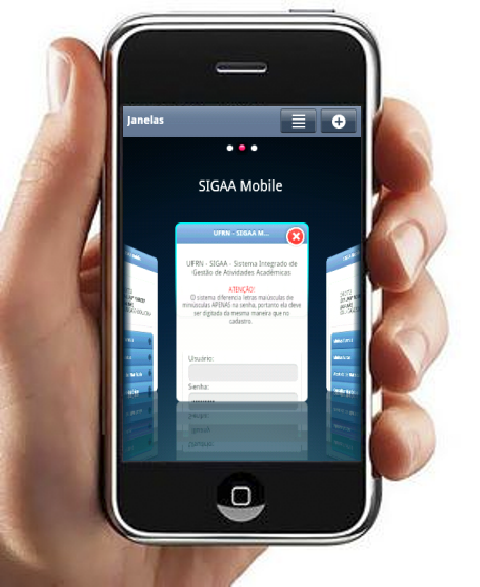 Janelas
SIGAA Mobile
UFRN - SIGAA M...
UFRN - SIGAA - Sistema Integrado de
Gestão de Atividades Acadêmicas
ATENÇÃO!
O sistema diferencia letras maiúsculas de
minúsculas APENAS na senha, portanto ela deve
ser digitada da mesma maneira que no
cadastro.
Usuário:
Senha: